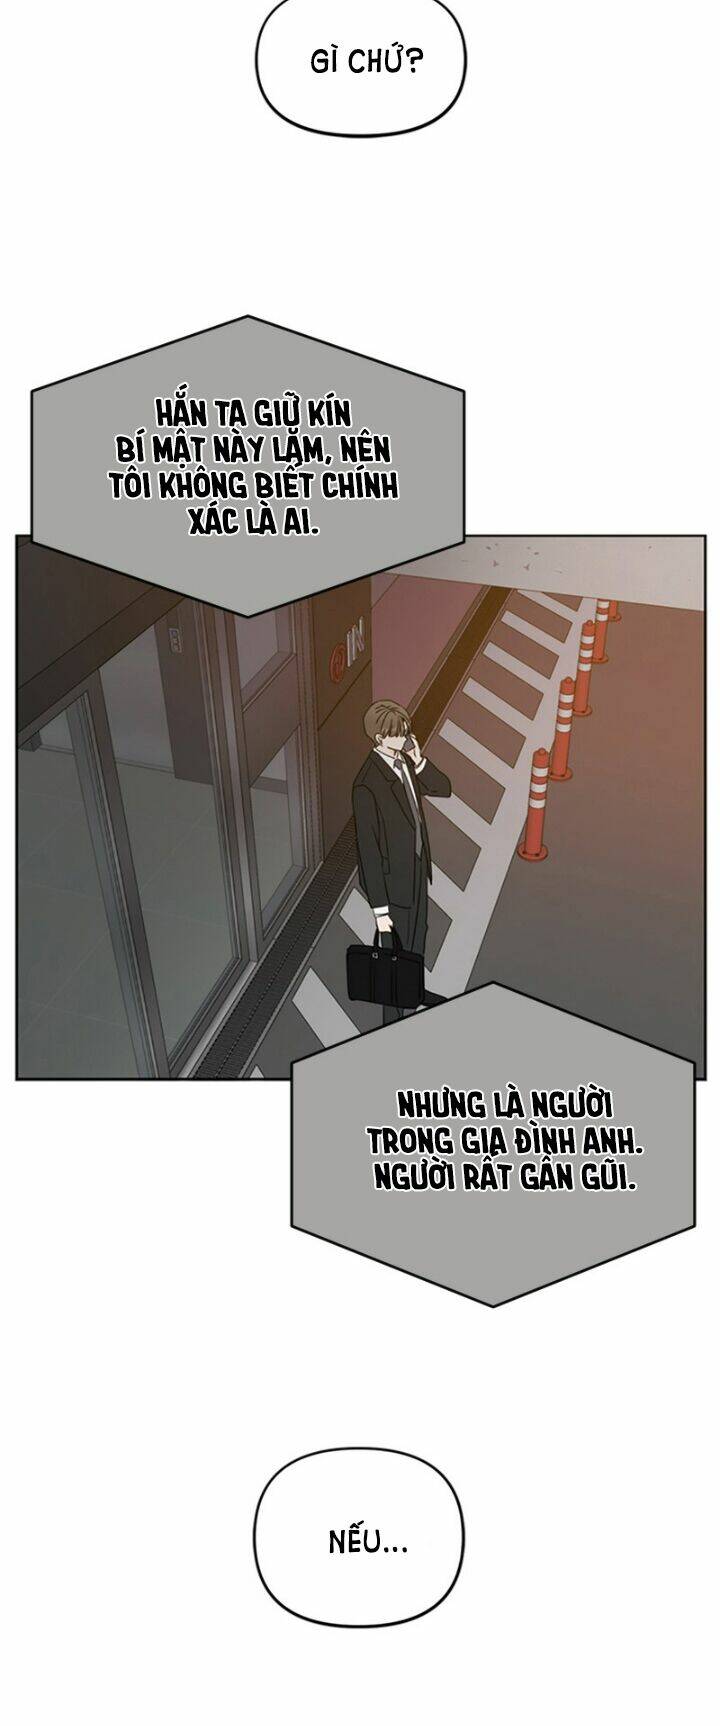 GÌ CHỨ?
HẮN TA GIỮ KÍN
BÍ MẬT NÀY LẮM, NÊN
TÔI KHÔNG BIẾT CHÍNH
XÁC LÀ AI.
IN
NHƯNG LÀ NGƯỜI
TRONG GIA ĐÌNH ANH.
NGƯỜI RẤT GẦN GŨI.
NẾU...